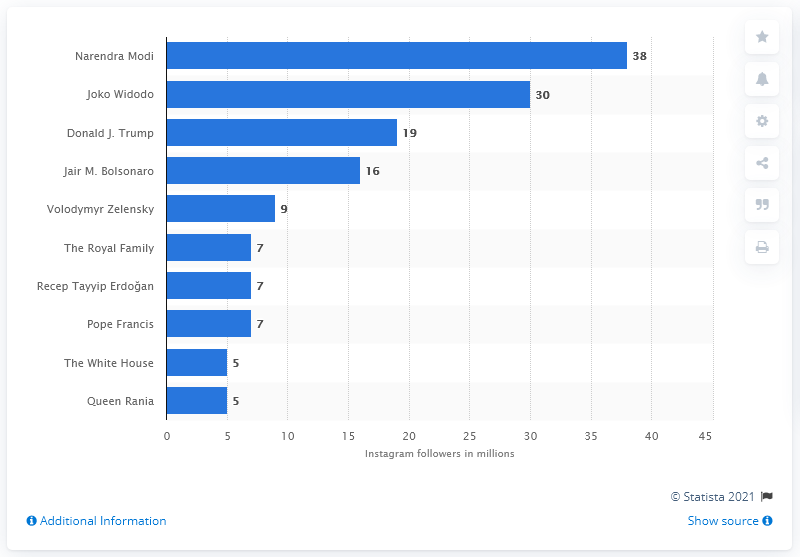 Narendra Modi 38
Joko Widodo 30
Donald J. Trump 19
Jair M. Bolsonaro 16
Volodymyr Zelensky 9
The Royal Family 7
Recep Tayyip Erdoğan 7
Pope Francis 7
The White House 5
Queen Rania 5
0 5 10 15 20 25 30 35 40 45
Instagram followers in millions
© Statista 2021
Additional Information Show source